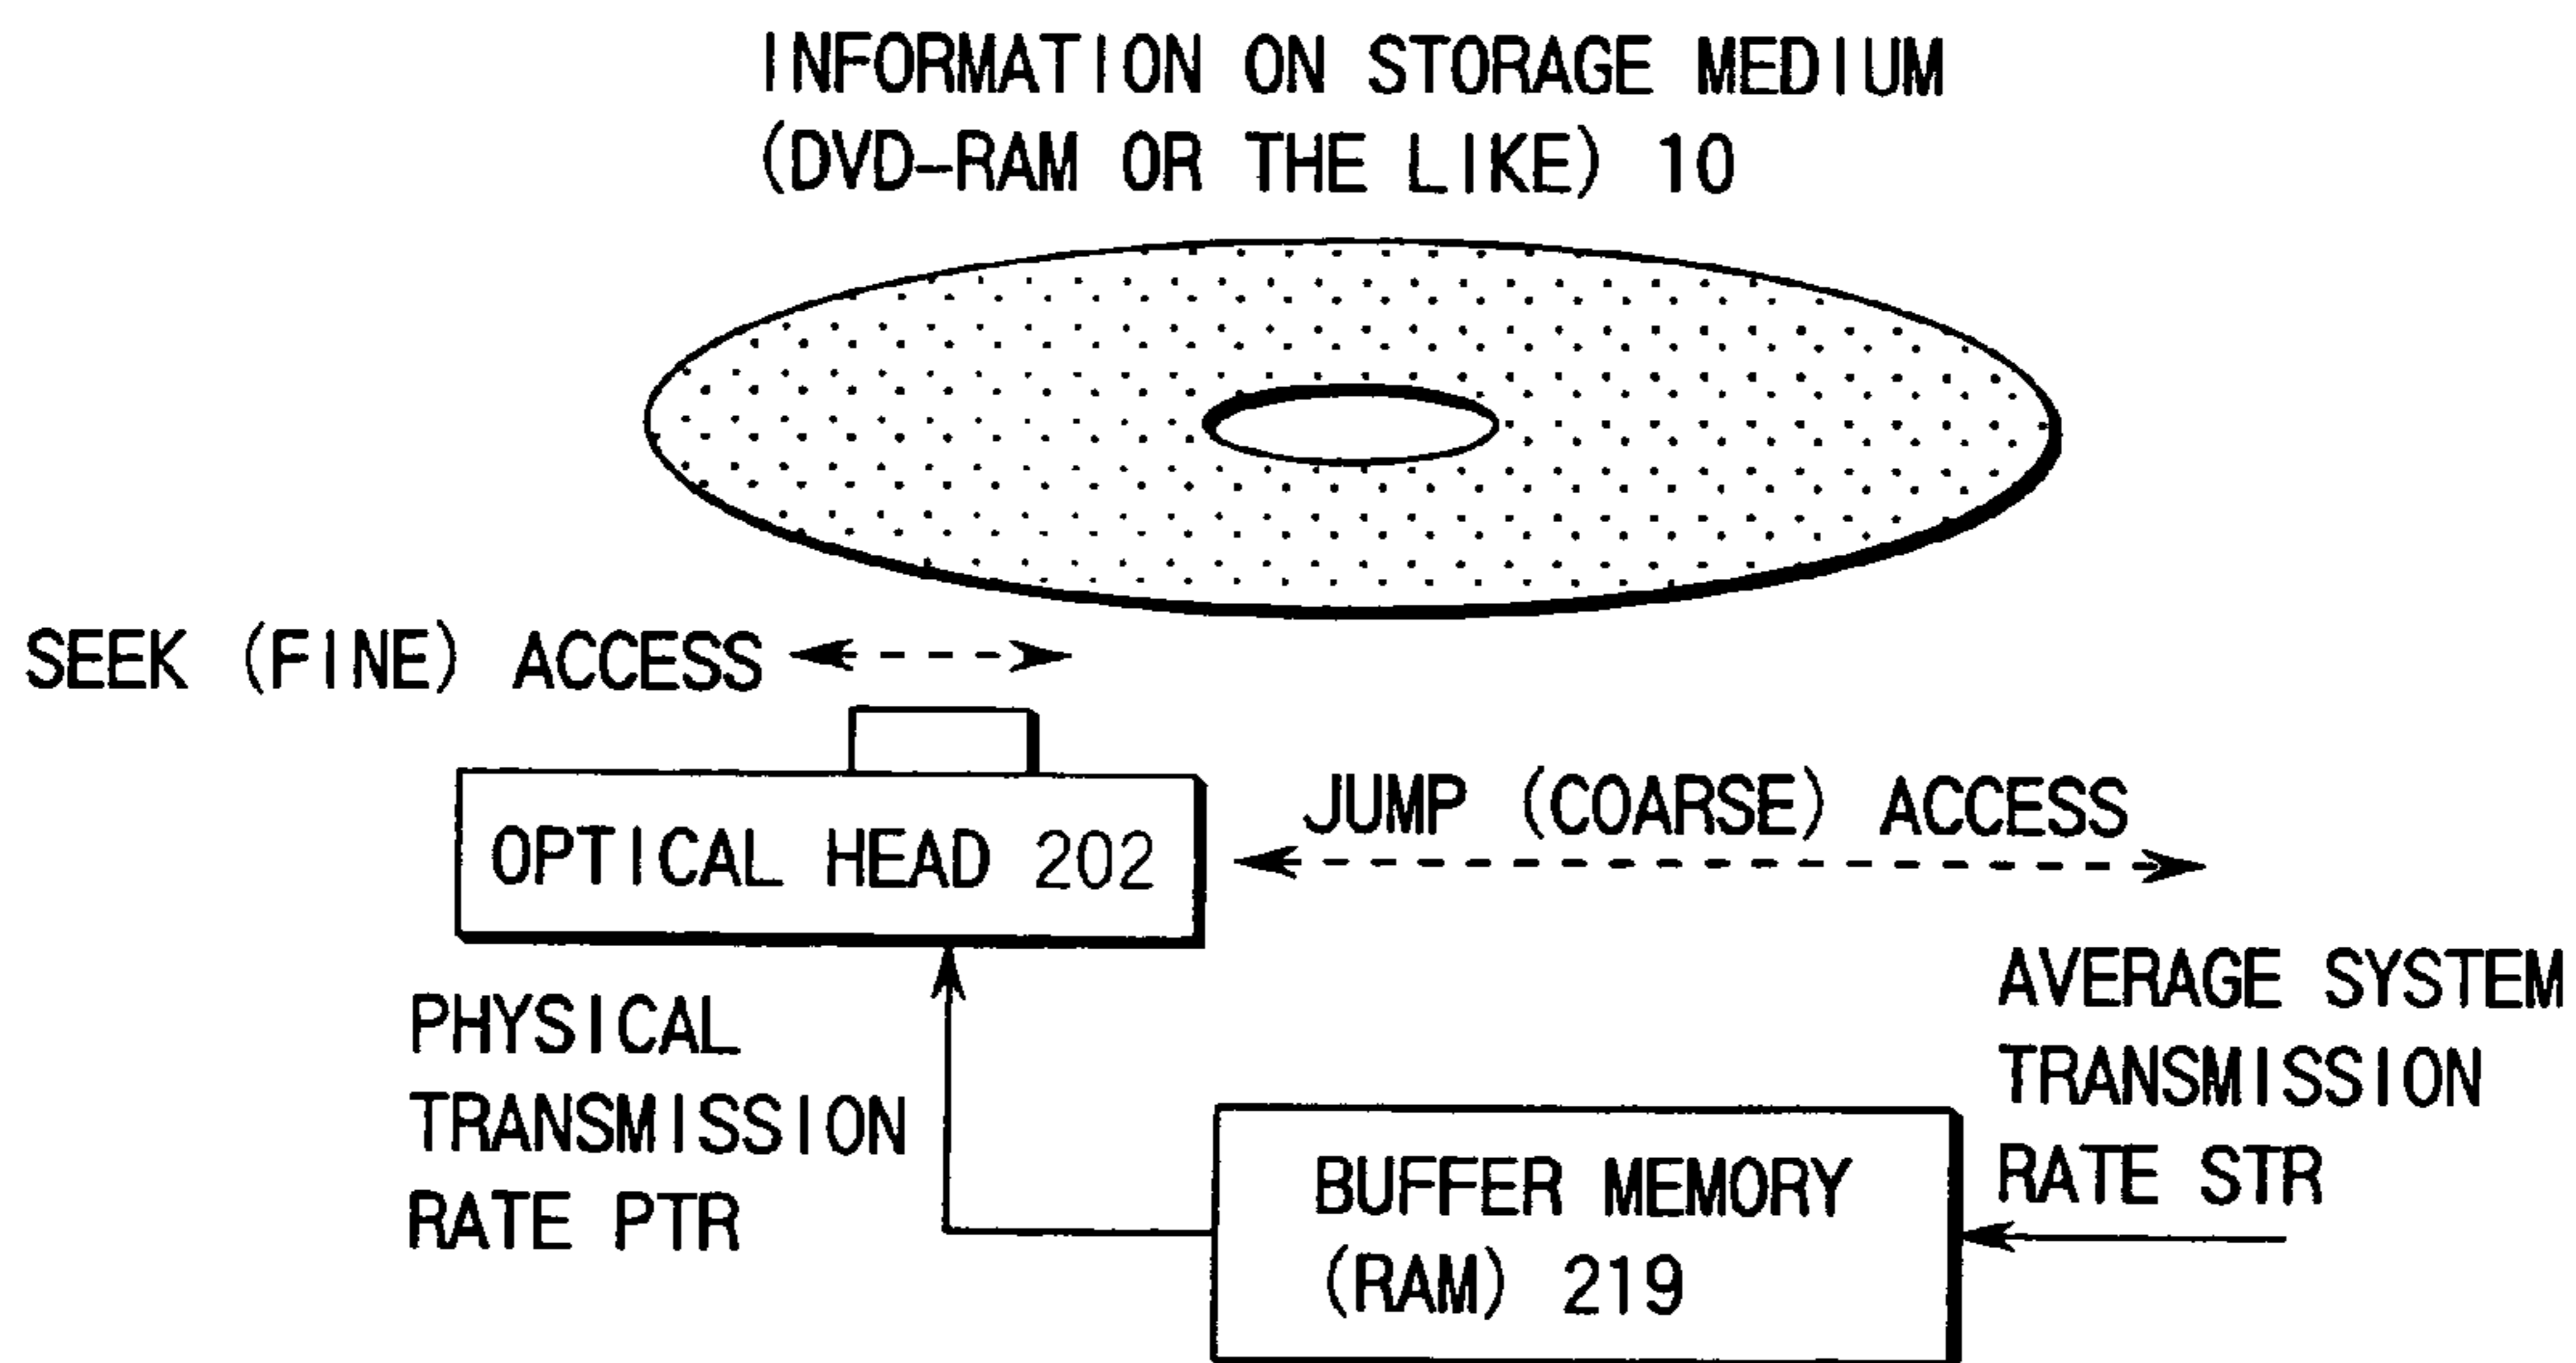 INFORMATION ON STORAGE MEDIUM
(DVD-RAM OR THE LIKE) 10
SEEK (FINE) ACCESS
OPTICAL HEAD 202
JUMP (COARSE) ACCESS
PHYSICAL
TRANSMISSION
RATE PTR
AVERAGE SYSTEM
TRANSMISSION
RATE STR
BUFFER MEMORY
(RAM) 219